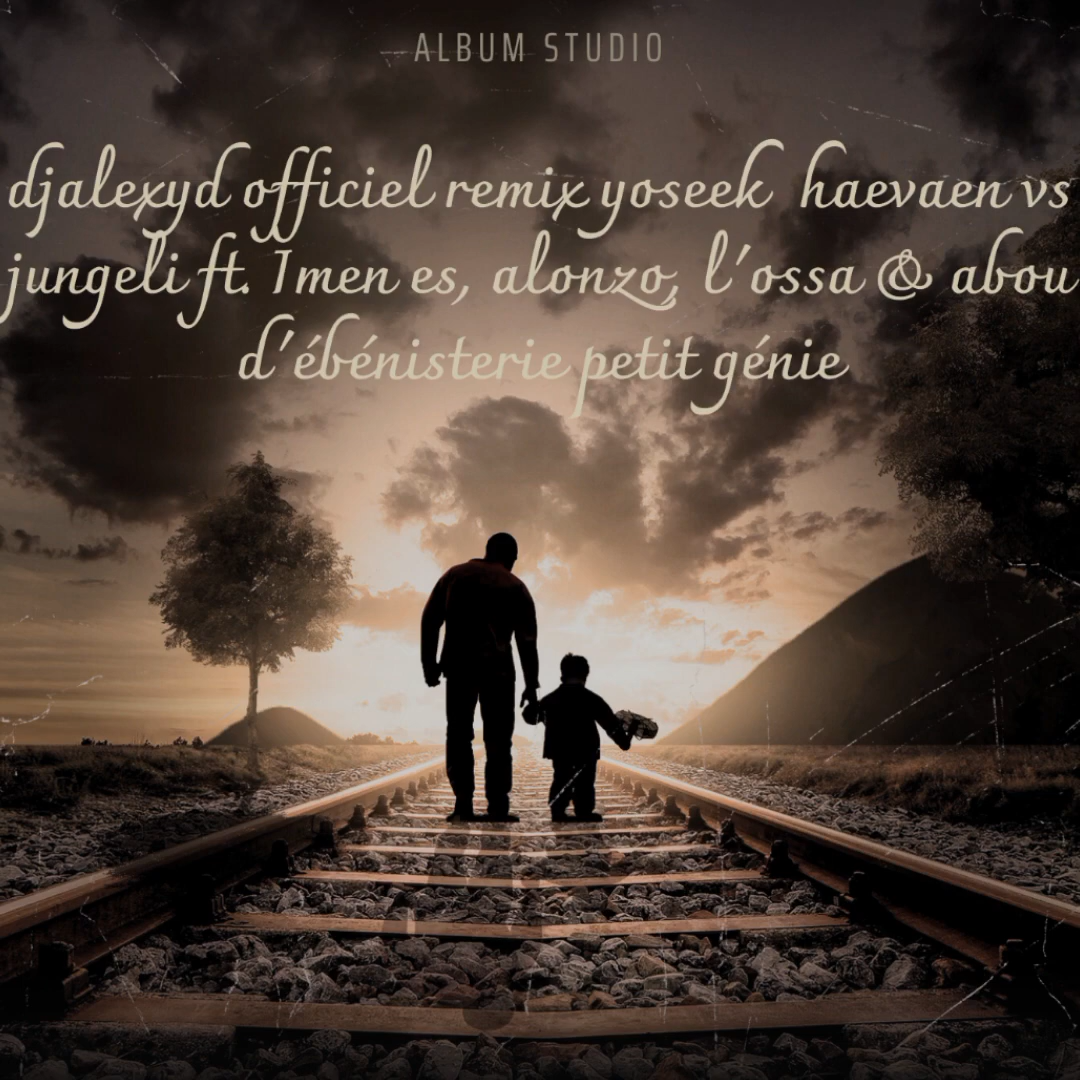 ALBUM STUDIO
djalexyd officiel remix yoseek haevaen vs
jungeli ft. Imen es, alonzo, l'ossa & abou
d'ébénisterie petit génie